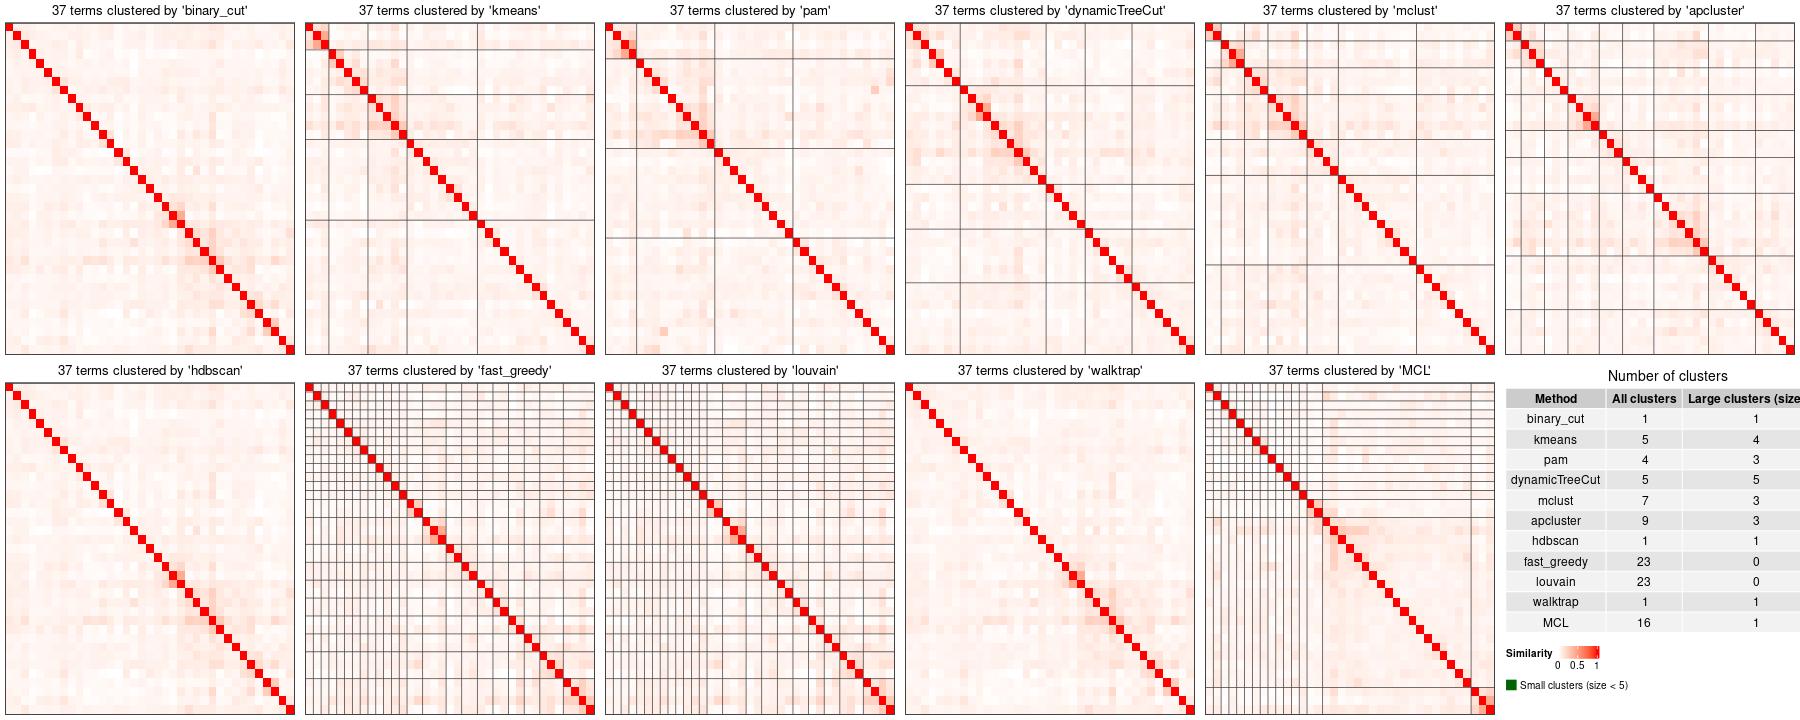 37 terms clustered by 'binary_cut'
37 terms clustered by 'kmeans'
37 terms clustered by 'pam'
37 terms clustered by 'dynamicTreeCut'
37 terms clustered by 'mclust'
37 terms clustered by 'apcluster'
37 terms clustered by 'hdbscan'
37 terms clustered by 'fast_greedy'
37 terms clustered by 'louvain'
37 terms clustered by 'walktrap'
37 terms clustered by 'MCL'
Number of clusters
Method All clusters Large clusters (size
binary_cut 1 1
kmeans 5 4
pam 4 3
dynamicTreeCut 5 5
mclust 7 3
apcluster 9 3
hdbscan 1 1
fast_greedy 23 0
louvain 23 0
walktrap 1 1
MCL 16 1
Similarity
0 0.5 1
Small clusters (size < 5)